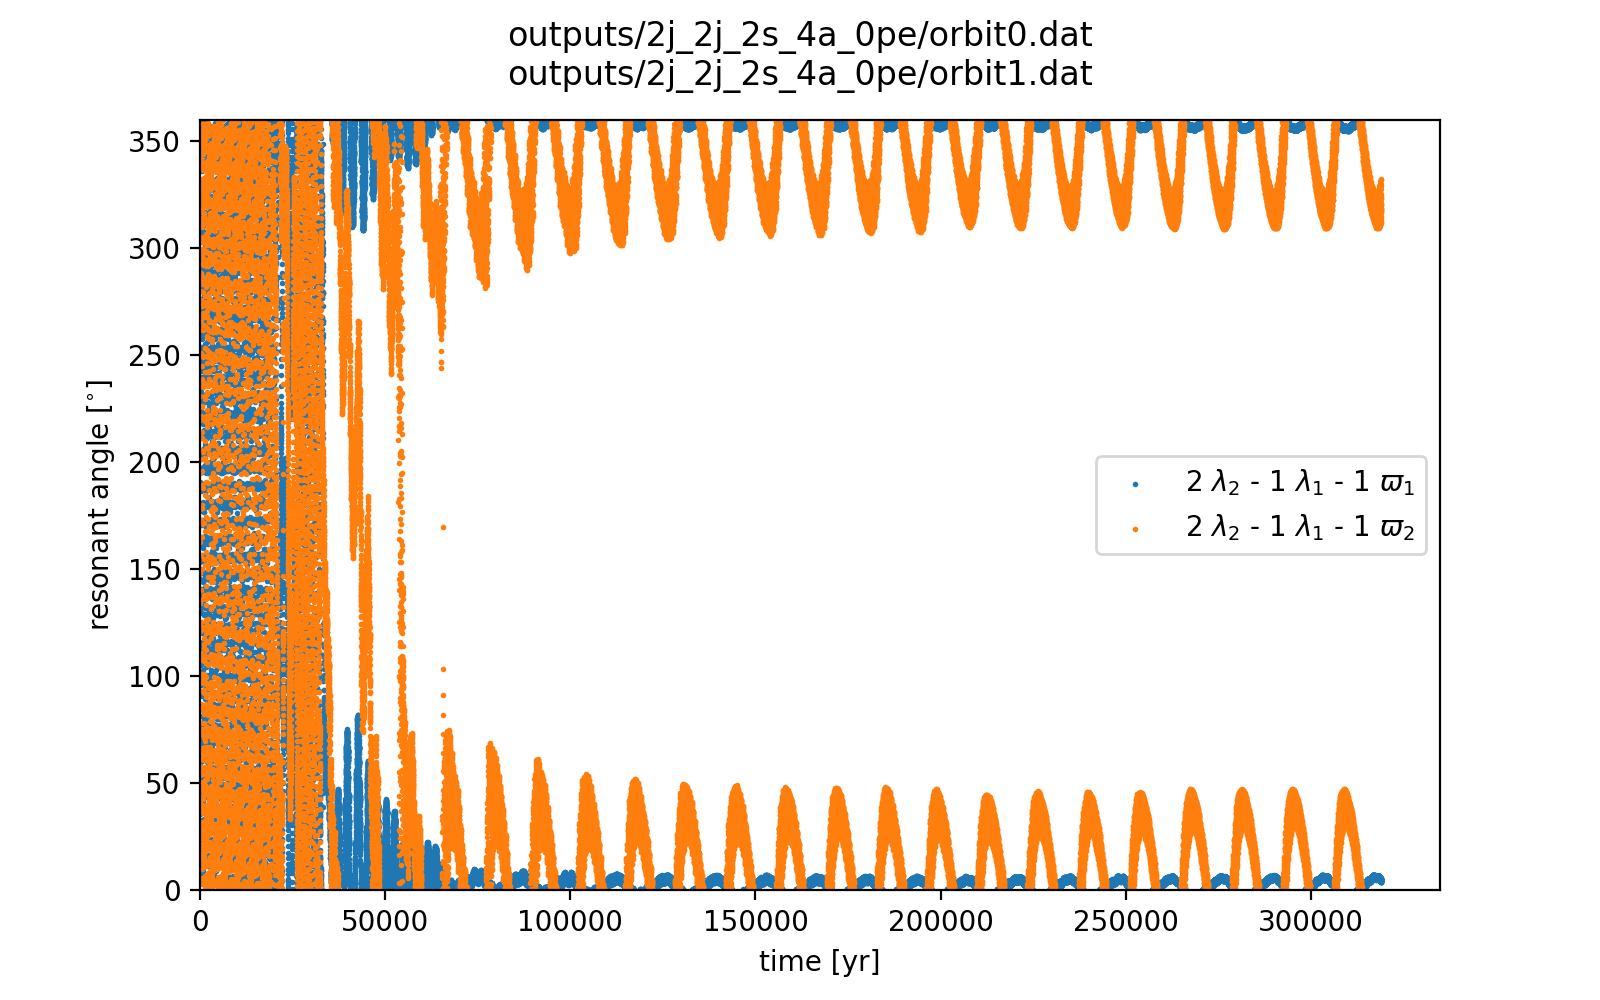 outputs/2j_2j_2s_4a_0pe/orbit0.dat
outputs/2j_2j_2s_4a_0pe/orbit1.dat
350
300
250
200
150
100
50
0
resonant angle [°]
2 λ₂ - 1 λ₁ - 1 ϖ₁
2 λ₂ - 1 λ₁ - 1 ϖ₂
0 50000 100000 150000 200000 250000 300000
time [yr]